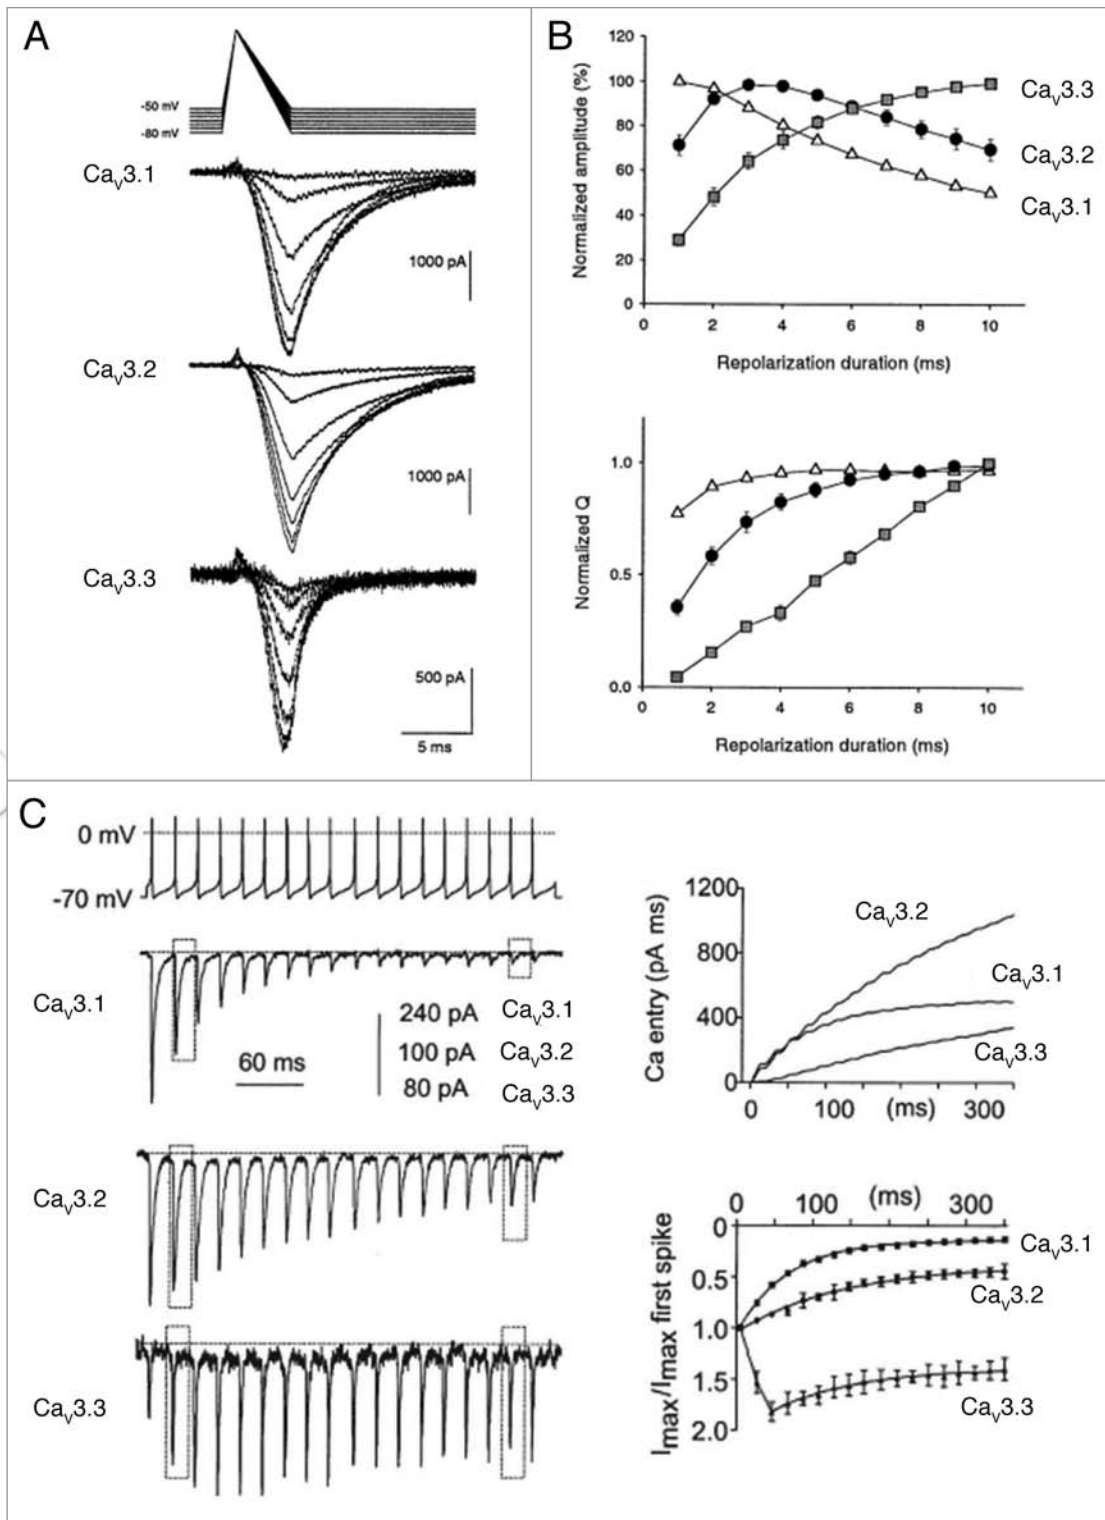 A
-50 mV
-80 mV
CaV3.1
1000 pA
CaV3.2
1000 pA
CaV3.3
500 pA
5 ms
B
Normalized amplitude (%)
120
100
80
60
40
20
0
0 2 4 6 8 10
Repolarization duration (ms)
CaV3.3
CaV3.2
CaV3.1
Normalized Q
1.0
0.5
0.0
0 2 4 6 8 10
Repolarization duration (ms)
C
0 mV
-70 mV
CaV3.1
60 ms
240 pA CaV3.1
100 pA CaV3.2
80 pA CaV3.3
CaV3.2
CaV3.3
Ca entry (pA ms)
1200
800
400
0
0 100 (ms) 300
CaV3.2
CaV3.1
CaV3.3
0 100 (ms) 300
Imax/Imax first spike
0
0.5
1.0
1.5
2.0
CaV3.1
CaV3.2
CaV3.3